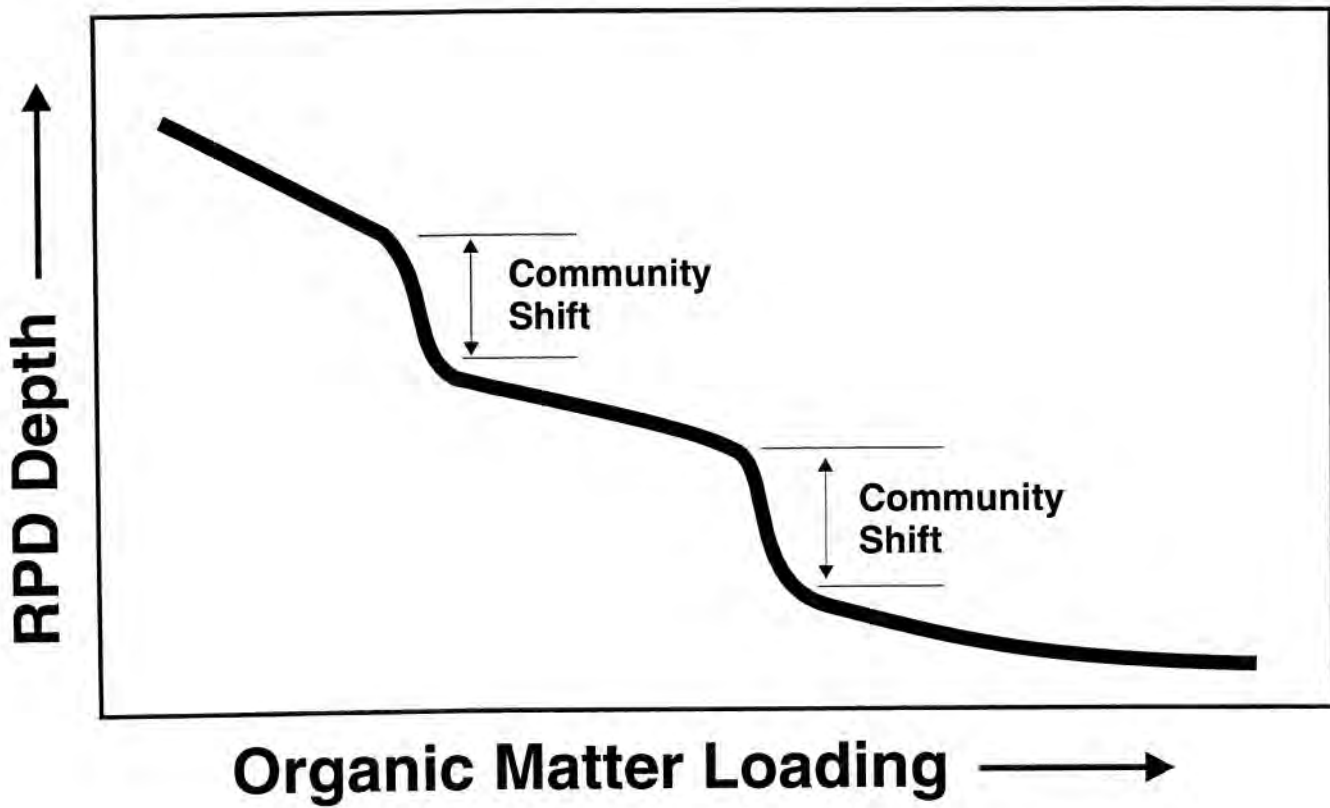 RPD Depth
Community
Shift
Community
Shift
Organic Matter Loading